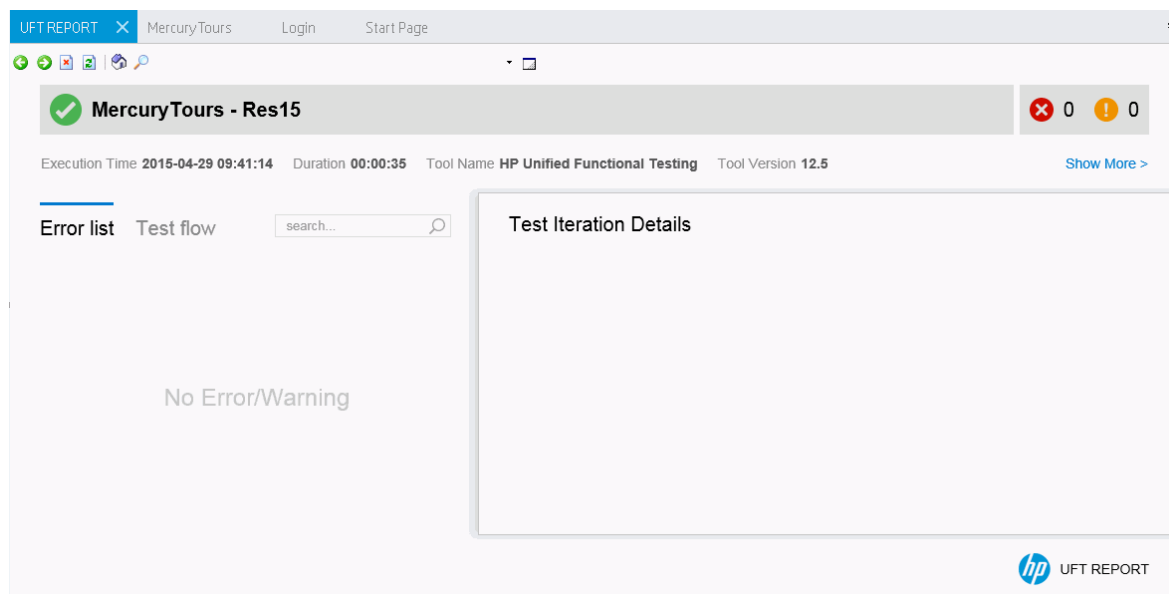 UFT REPORT MercuryTours Login Start Page
MercuryTours - Res15 0 0
Execution Time 2015-04-29 09:41:14 Duration 00:00:35 Tool Name HP Unified Functional Testing Tool Version 12.5 Show More >
Error list Test flow search... Test Iteration Details
No Error/Warning
hp UFT REPORT